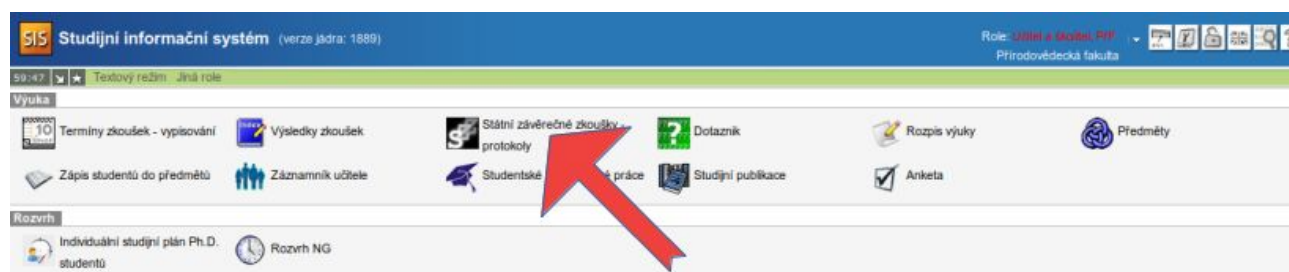 SIS Studijní informační systém (verze jádra: 1889)
Role:
Přírodovědecká fakulta
59:47 Textový režim Jiná role
Výuka
10 Termíny zkoušek - vypisování Výsledky zkoušek Státní závěrečné zkoušky - protokoly Dotazník Rozpis výuky Předměty
Zápis studentů do předmětů Záznamník učitele Studentské práce Studijní publikace Anketa
Rozvrh
Individuální studijní plán Ph.D. studentů Rozvrh NG